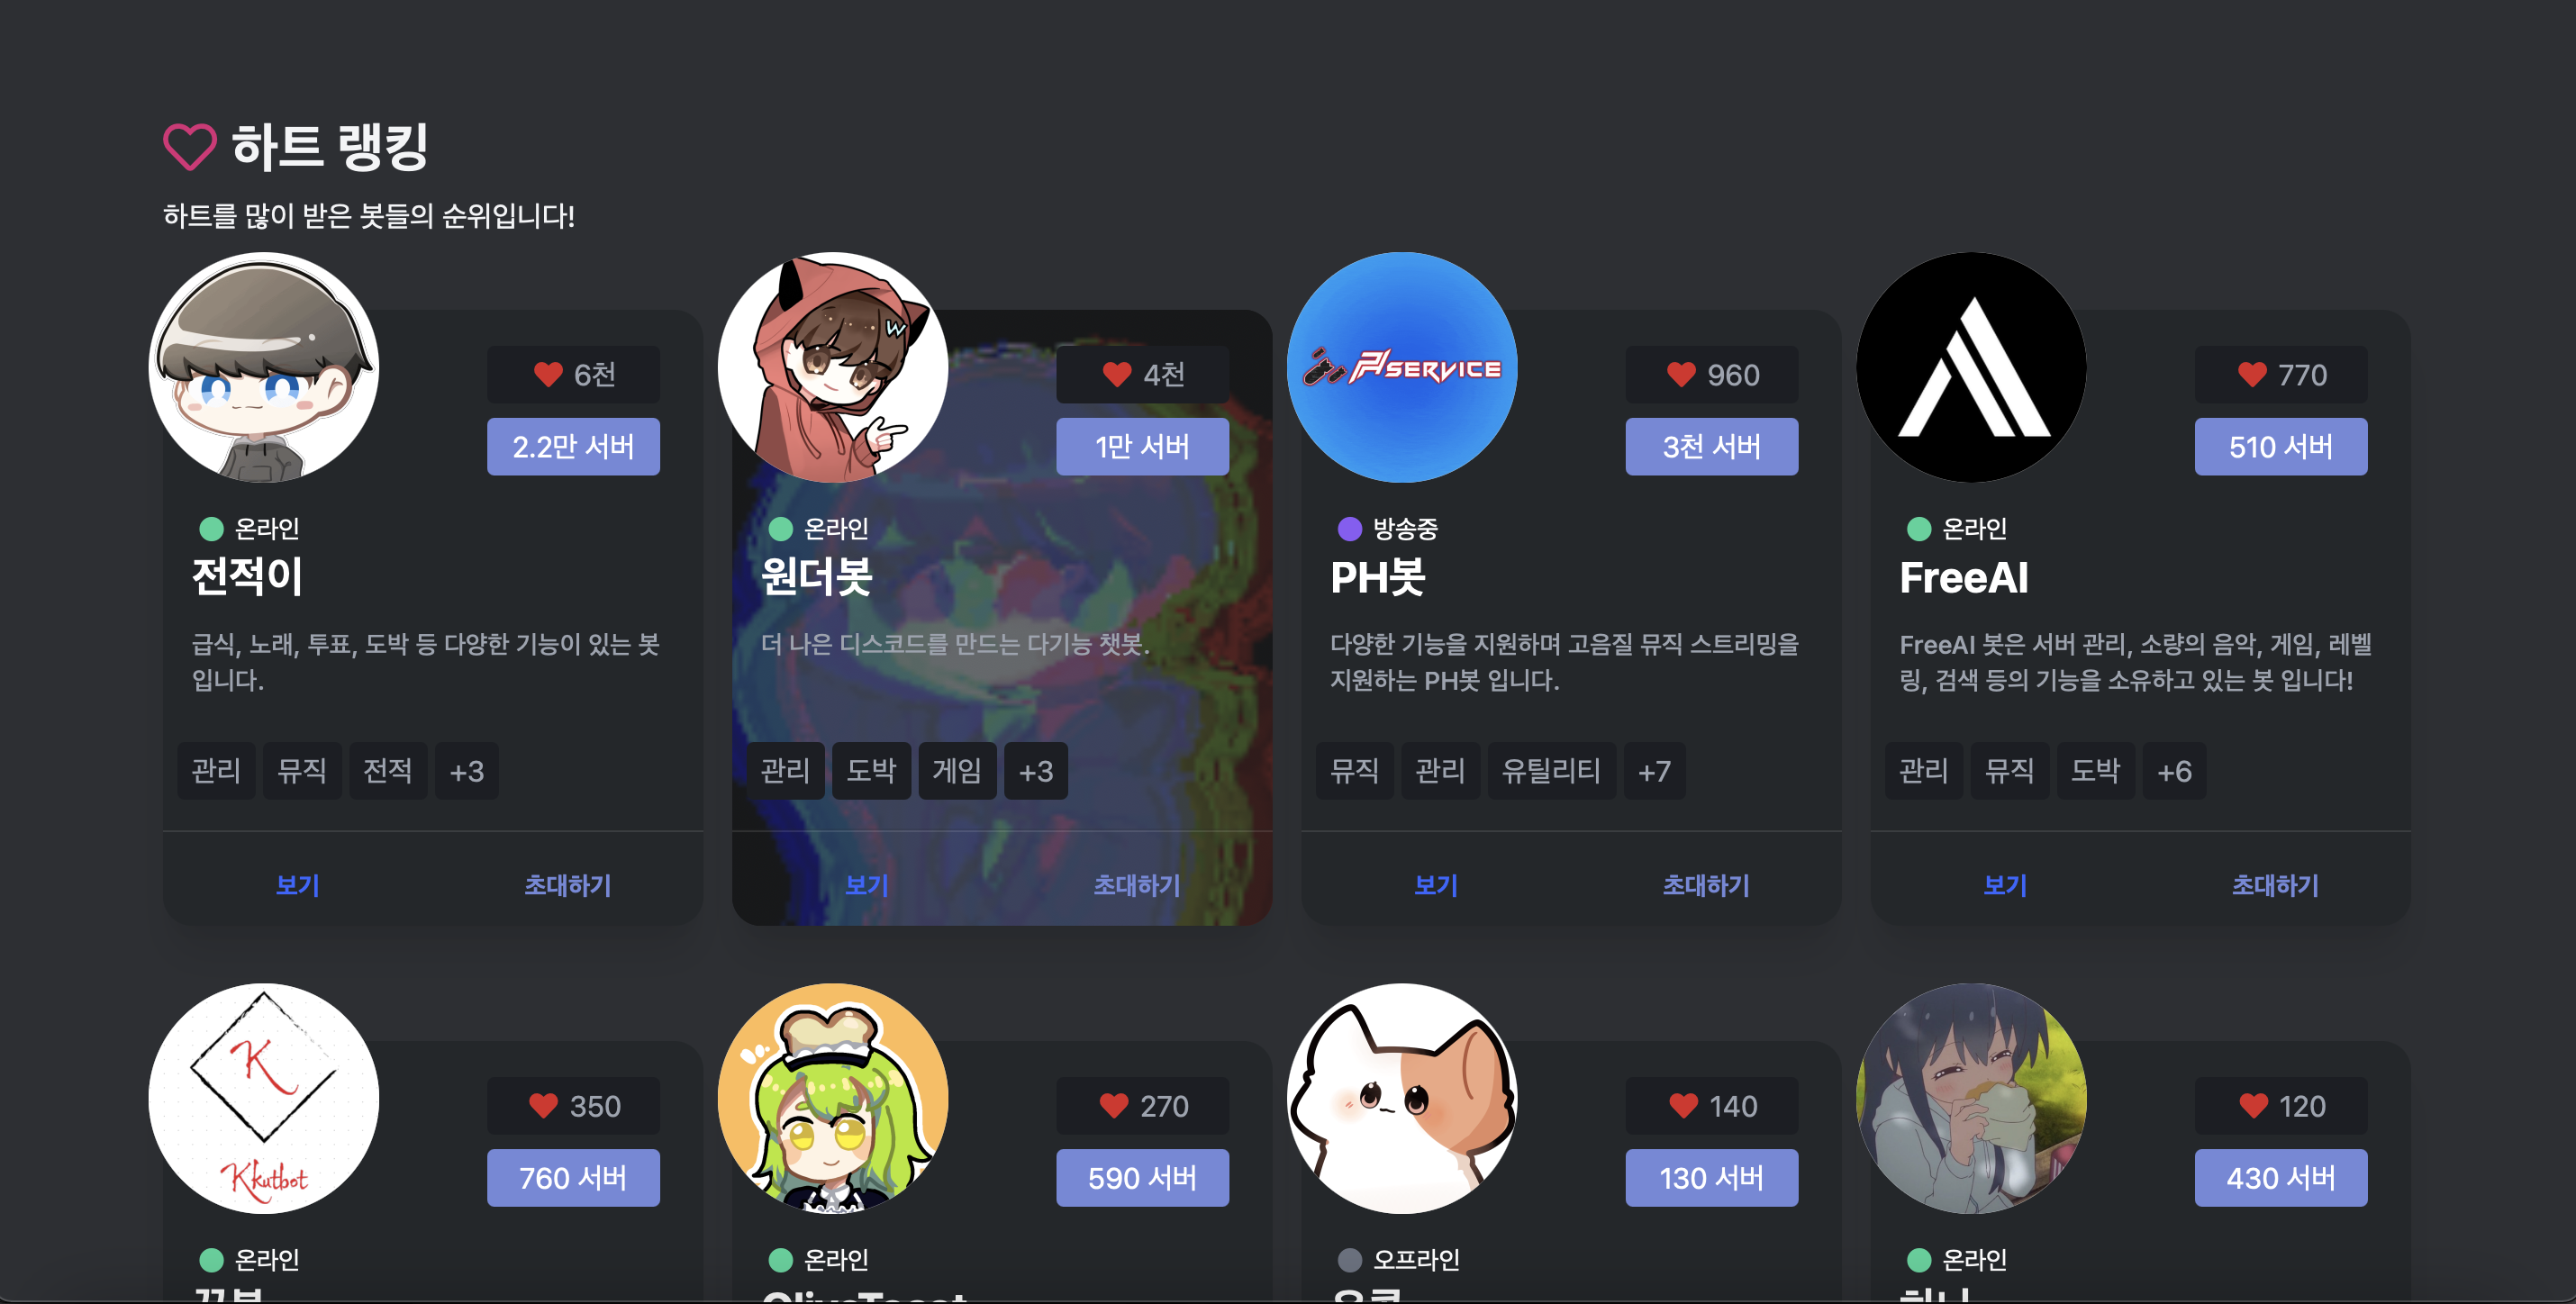 하트 랭킹
하트를 많이 받은 봇들의 순위입니다!
6천
2.2만 서버
온라인
전적이
급식, 노래, 투표, 도박 등 다양한 기능이 있는 봇
입니다.
관리 뮤직 전적 +3
보기 초대하기
W
4천
1만 서버
온라인
원더봇
더 나은 디스코드를 만드는 다기능 챗봇.
관리 도박 게임 +3
보기 초대하기
SERVICE
960
3천 서버
방송중
PH봇
다양한 기능을 지원하며 고음질 뮤직 스트리밍을
지원하는 PH봇 입니다.
뮤직 관리 유틸리티 +7
보기 초대하기
770
510 서버
온라인
FreeAI
FreeAI 봇은 서버 관리, 소량의 음악, 게임, 레벨
링, 검색 등의 기능을 소유하고 있는 봇 입니다!
관리 뮤직 도박 +6
보기 초대하기
K
Kkutbot
350
760 서버
온라인
270
590 서버
온라인
OliveToast
140
130 서버
오프라인
120
430 서버
온라인